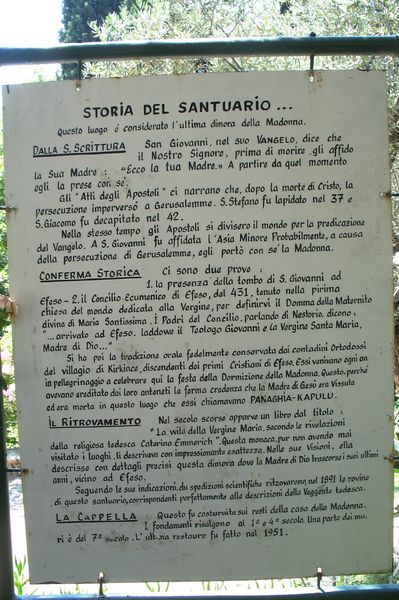 STORIA DEL SANTUARIO...
Questo luogo é considerato l'ultima dimora della Madonna.
DALLA S. SCRITTURA San Giovanni, nel suo VANGELO, dice che
il Nostro Signore, prima di morire, gli affidò
la Sua Madre: "Ecco la tua Madre." A partire da quel momento
egli la prese con sé.
Gli "Atti degli Apostoli" ci narrano che, dopo la morte di Cristo, la
persecuzione imperversò a Gerusalemme. S. Stefano fu lapidato nel 37 e
S. Giacomo fu decapitato nel 42.
Nello stesso tempo gli Apostoli si divisero il mondo per la predicazione
del Vangelo. A S. Giovanni fu affidata l'Asia Minore Probabilmente, a causa
della persecuzione di Gerusalemme, egli portò con sé la Madonna.
CONFERMA STORICA Ci sono due prove:
1. la presenza della tomba di S. Giovanni ad
Efeso - 2. il Concilio Ecumenico di Efeso, del 431, tenuto nella prima
chiesa del mondo dedicata alla Vergine, per definirvi il Domma della Maternita
divina di Maria Santissima. I Padri del Concilio, parlando di Nestorio, dicono:
"...arrivato ad Efeso, laddove il Teologo Giovanni e la Vergine Santa Maria,
Madre di Dio..."
Si ha poi la tradizione orale fedelmente conservata dai contadini Ortodossi
del villagio di Kirkince, discendenti dei primi Cristiani di Efeso. Essi venivano ogni anno
in pellegrinaggio a celebrare qui la festa della Dormizione della Madonna. Questo, perché
avevano ereditato dai loro anteneti la ferma credenza che la Madre di Gesù era vissuta
ed era morta in questo luogo che essi chiamavano PANAGHIA-KAPULU.
IL RITROVAMENTO Nel secolo scorse apparve un libro dal titolo:
"La vita della Vergine Maria, secondo le rivelazioni
della religiosa tedesca Caterina Emmerich". Questa monaca, pur non avendo mai
visitato i luoghi, li descriveva con impressionante esattezza. Nelle sue Visioni, ella
descrisse con dettagli precisi questa dimora dove la Madre di Dio trascorse i suoi ultimi
anni, vicino ad Efeso.
Seguendo le sue indicazioni, due spedizioni scientifiche ritrovarono, nel 1891 le rovine
di questo santuario, corrispondenti perfettamente alle descrizioni della Veggente tedesca.
LA CAPPELLA Questo fu costruita sui resti della casa della Madonna.
I fondamenti risalgono al 1° e 4° secolo. Una parte dei mu
ri è del 7° secolo. L'ultima restauro fu fatto nel 1951.